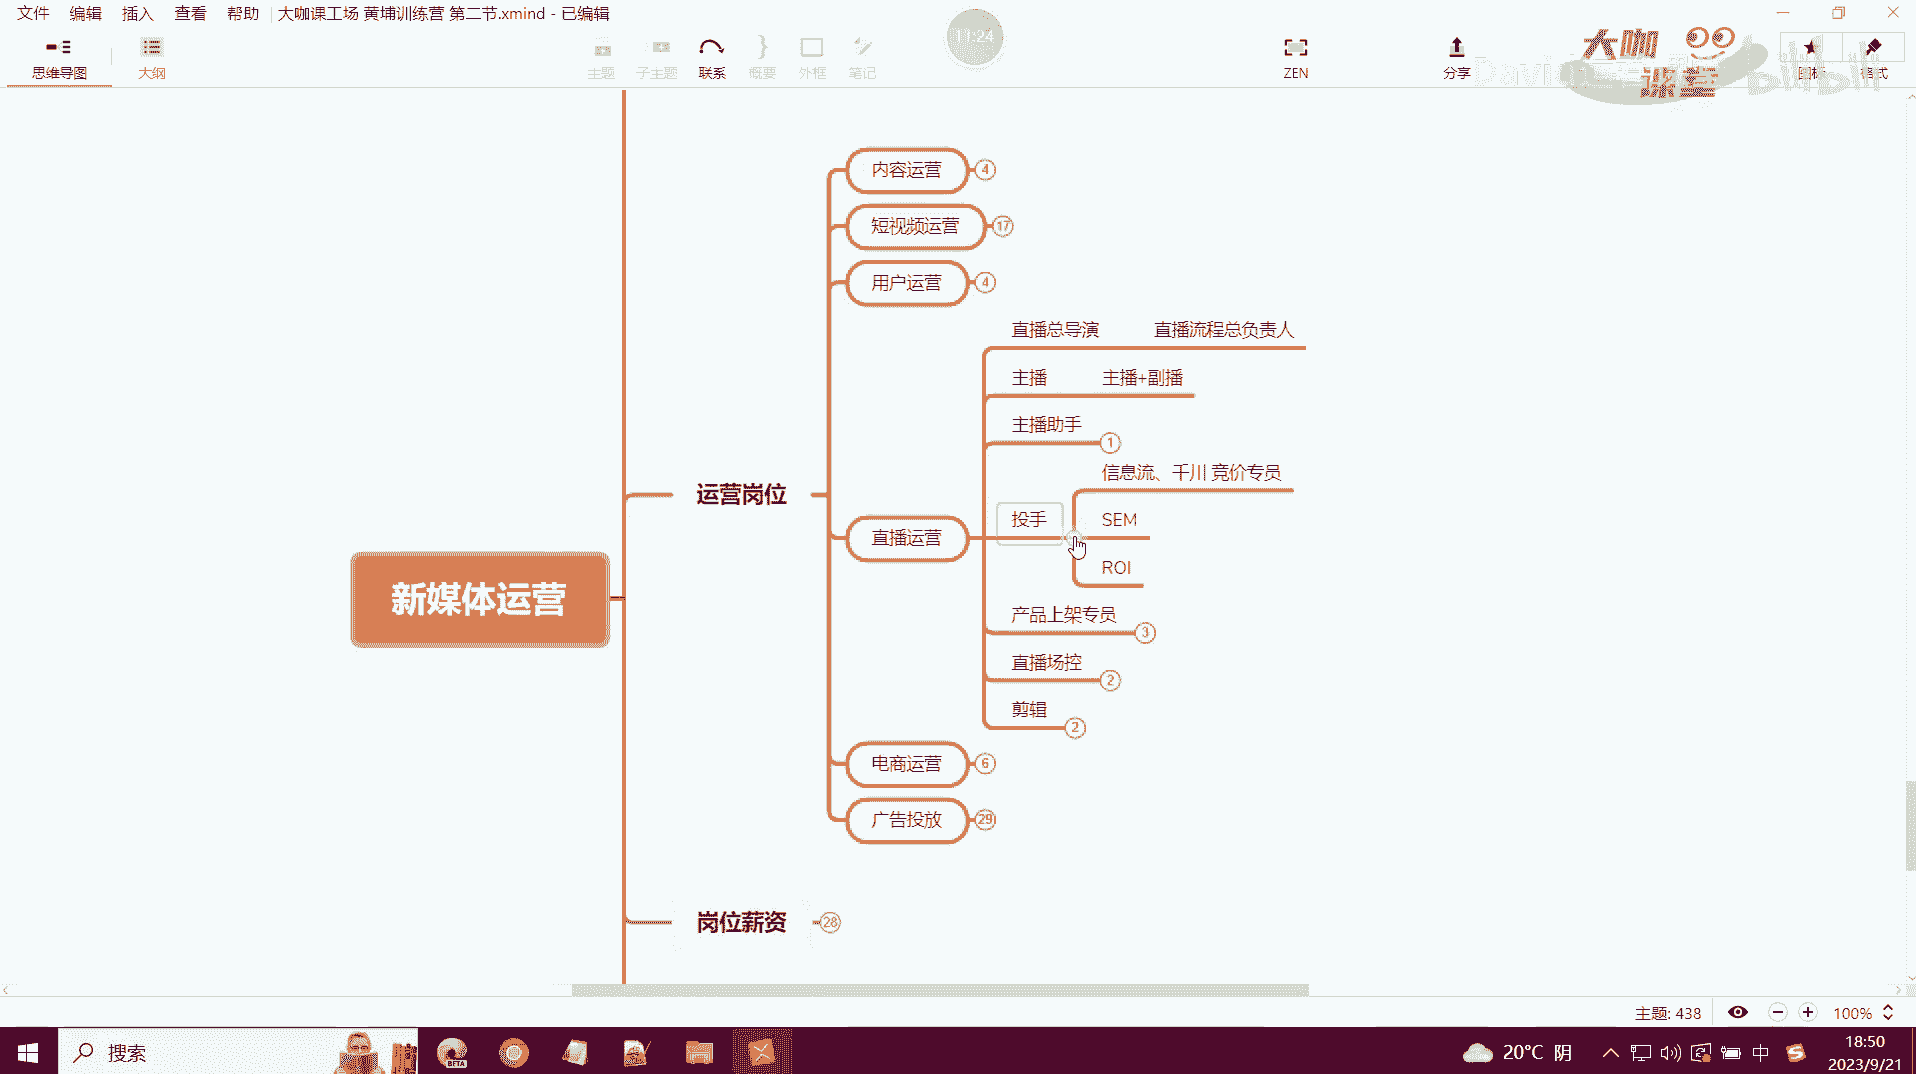 文件 编辑 插入 查看 帮助 大咖课工场 黄埔训练营 第二节.xmind - 已编辑
思维导图 大纲 主题 子主题 联系 概要 外框 笔记 11:24 ZEN 分享 图标 格式
大咖
课堂
bilibili
内容运营 4
短视频运营 17
用户运营 4
直播总导演 直播流程总负责人
主播 主播+副播
主播助手 1
信息流、千川 竞价专员
运营岗位
投手 SEM
直播运营
ROI
新媒体运营
产品上架专员 3
直播场控 2
剪辑 2
电商运营 6
广告投放 29
岗位薪资 28
主题: 438 100%
搜索 BETA 20°C 阴 中 18:50
2023/9/21